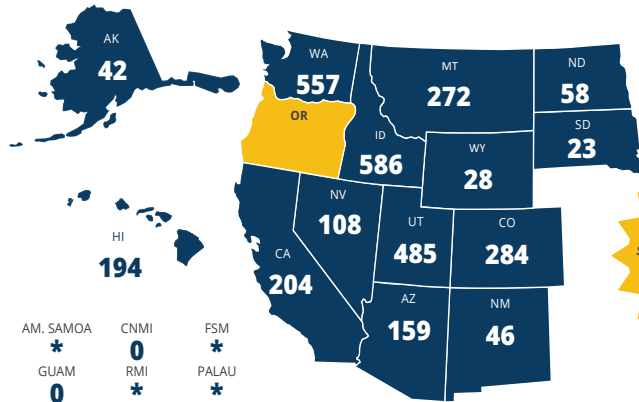 AK
42
WA
557
MT
272
ND
58
OR
ID
586
WY
28
SD
23
HI
194
NV
108
UT
485
CO
284
CA
204
AZ
159
NM
46
AM. SAMOA CNMI FSM
* 0 *
GUAM RMI PALAU
0 * *